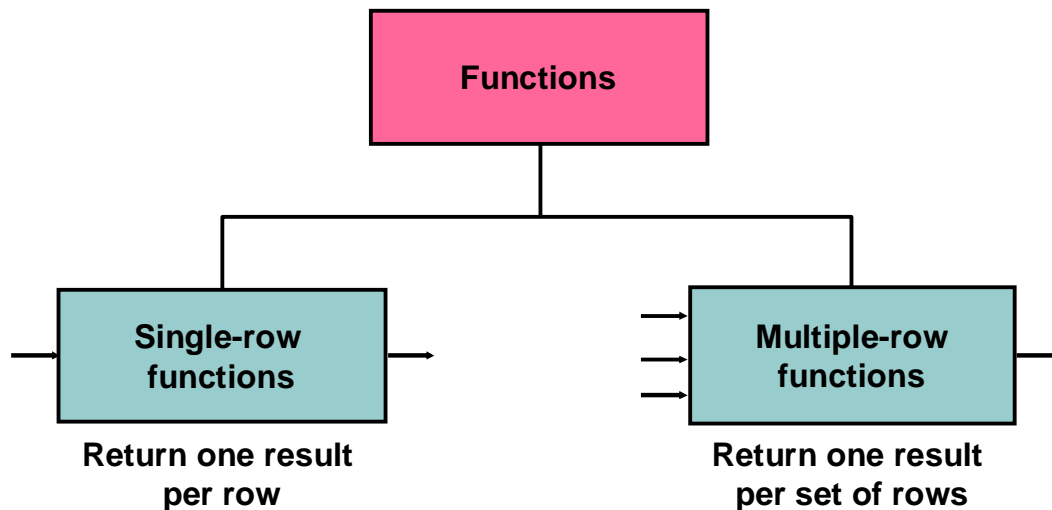 Functions
Single-row
functions
Multiple-row
functions
Return one result
per row
Return one result
per set of rows